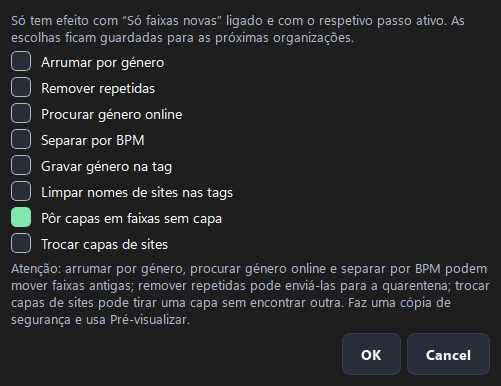 Só tem efeito com “Só faixas novas” ligado e com o respetivo passo ativo. As
escolhas ficam guardadas para as próximas organizações.
Arrumar por género
Remover repetidas
Procurar género online
Separar por BPM
Gravar género na tag
Limpar nomes de sites nas tags
Pôr capas em faixas sem capa
Trocar capas de sites
Atenção: arrumar por género, procurar género online e separar por BPM podem
mover faixas antigas; remover repetidas pode enviá-las para a quarentena; trocar
capas de sites pode tirar uma capa sem encontrar outra. Faz uma cópia de
segurança e usa Pré-visualizar.
OK
Cancel